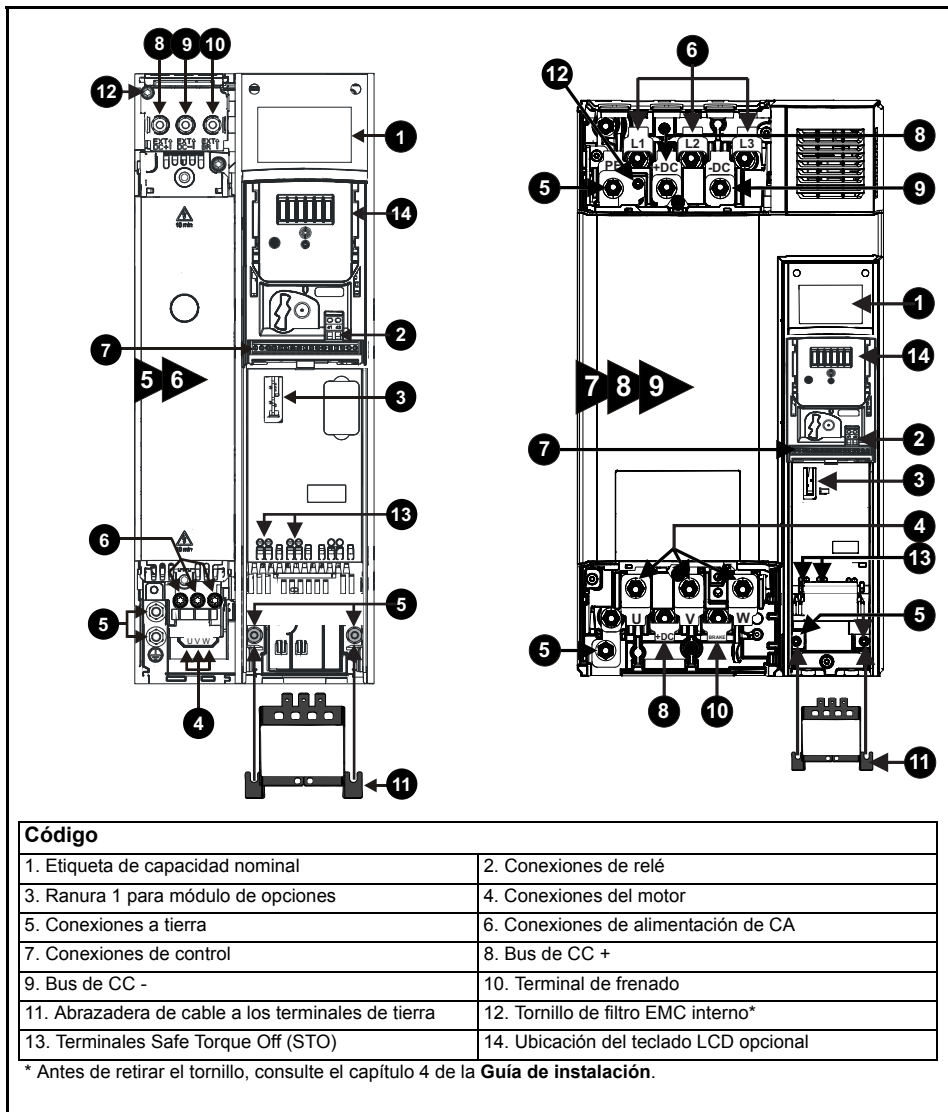 8 9 10
12
1
14
2
7
5 6
3
13
6
5
5
U V W
4
11
6
12
8
L1 L2 L3
PE +DC -DC
5
9
1
14
7 8 9
2
7
3
4
13
5
U V W
+DC BRAKE
5
8 10
11
Código
1. Etiqueta de capacidad nominal
2. Conexiones de relé
3. Ranura 1 para módulo de opciones
4. Conexiones del motor
5. Conexiones a tierra
6. Conexiones de alimentación de CA
7. Conexiones de control
8. Bus de CC +
9. Bus de CC -
10. Terminal de frenado
11. Abrazadera de cable a los terminales de tierra
12. Tornillo de filtro EMC interno*
13. Terminales Safe Torque Off (STO)
14. Ubicación del teclado LCD opcional
* Antes de retirar el tornillo, consulte el capítulo 4 de la Guía de instalación.